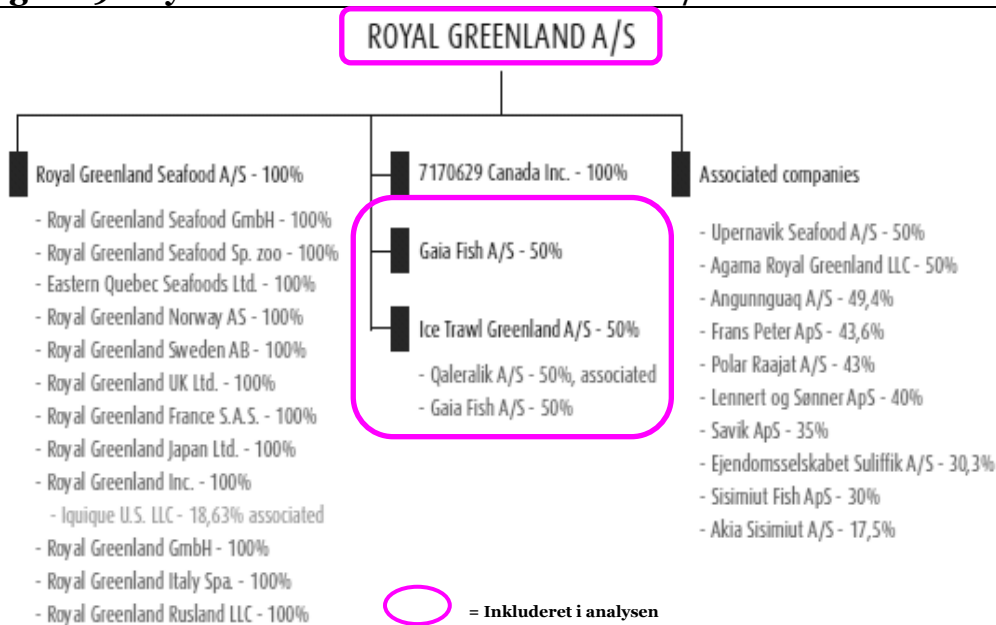 ROYAL GREENLAND A/S
Royal Greenland Seafood A/S - 100%
- Royal Greenland Seafood GmbH - 100%
- Royal Greenland Seafood Sp. zoo - 100%
- Eastern Quebec Seafoods Ltd. - 100%
- Royal Greenland Norway AS - 100%
- Royal Greenland Sweden AB - 100%
- Royal Greenland UK Ltd. - 100%
- Royal Greenland France S.A.S. - 100%
- Royal Greenland Japan Ltd. - 100%
- Royal Greenland Inc. - 100%
- Iquique U.S. LLC - 18,63% associated
- Royal Greenland GmbH - 100%
- Royal Greenland Italy Spa. - 100%
- Royal Greenland Rusland LLC - 100%
7170629 Canada Inc. - 100%
Gaia Fish A/S - 50%
Ice Trawl Greenland A/S - 50%
- Qaleralik A/S - 50%, associated
- Gaia Fish A/S - 50%
Associated companies
- Upernavik Seafood A/S - 50%
- Agama Royal Greenland LLC - 50%
- Angunnguaq A/S - 49,4%
- Frans Peter ApS - 43,6%
- Polar Raajat A/S - 43%
- Lennert og Sønner ApS - 40%
- Savik ApS - 35%
- Ejendomsselskabet Suliffik A/S - 30,3%
- Sisimiut Fish ApS - 30%
- Akia Sisimiut A/S - 17,5%
= Inkluderet i analysen